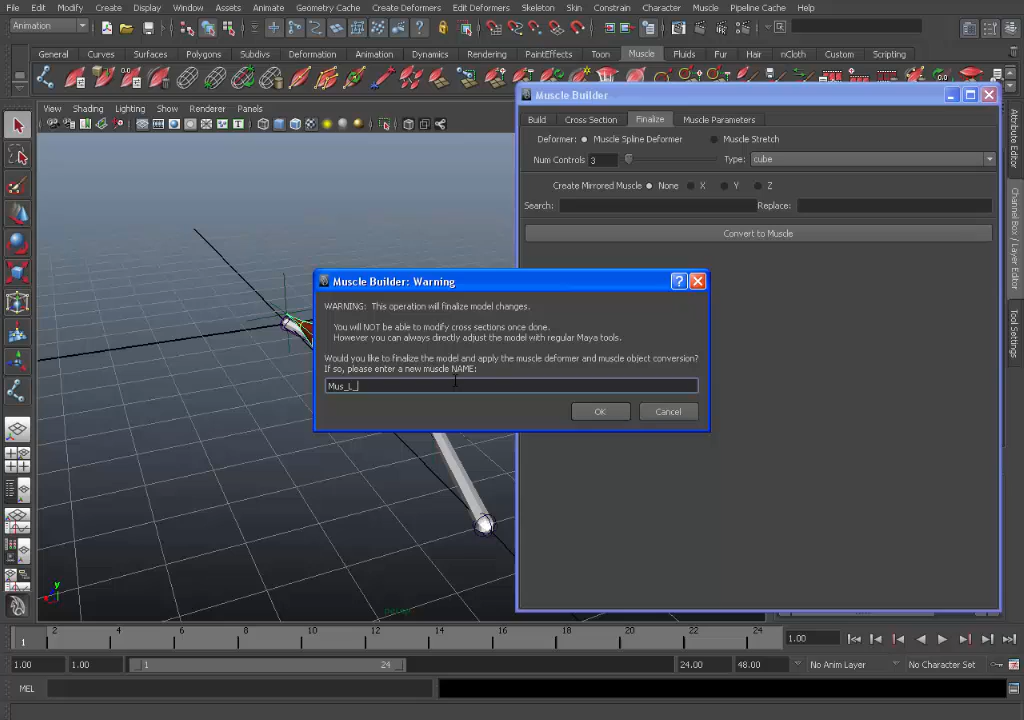 File Edit Modify Create Display Window Assets Animate Geometry Cache Create Deformers Edit Deformers Skeleton Skin Constrain Character Muscle Pipeline Cache Help
Animation
General Curves Surfaces Polygons Subdivs Deformation Animation Dynamics Rendering PaintEffects Toon Muscle Fluids Fur Hair nCloth Custom Scripting
View Shading Lighting Show Renderer Panels
Muscle Builder
Build Cross Section Finalize Muscle Parameters
Deformer: Muscle Spline Deformer Muscle Stretch
Num Controls 3 Type: cube
Create Mirrored Muscle None X Y Z
Search: Replace:
Convert to Muscle
Muscle Builder: Warning
WARNING: This operation will finalize model changes.
You will NOT be able to modify cross sections once done.
However you can always directly adjust the model with regular Maya tools.
Would you like to finalize the model and apply the muscle deformer and muscle object conversion?
If so, please enter a new muscle NAME:
Mus_L_
OK Cancel
Attribute Editor
Channel Box / Layer Editor
Tool Settings
y
persp
1 2 4 6 8 10 12 14 16 18 20 22 24 1.00
1.00 1.00 1 24 24.00 48.00 No Anim Layer No Character Set
MEL